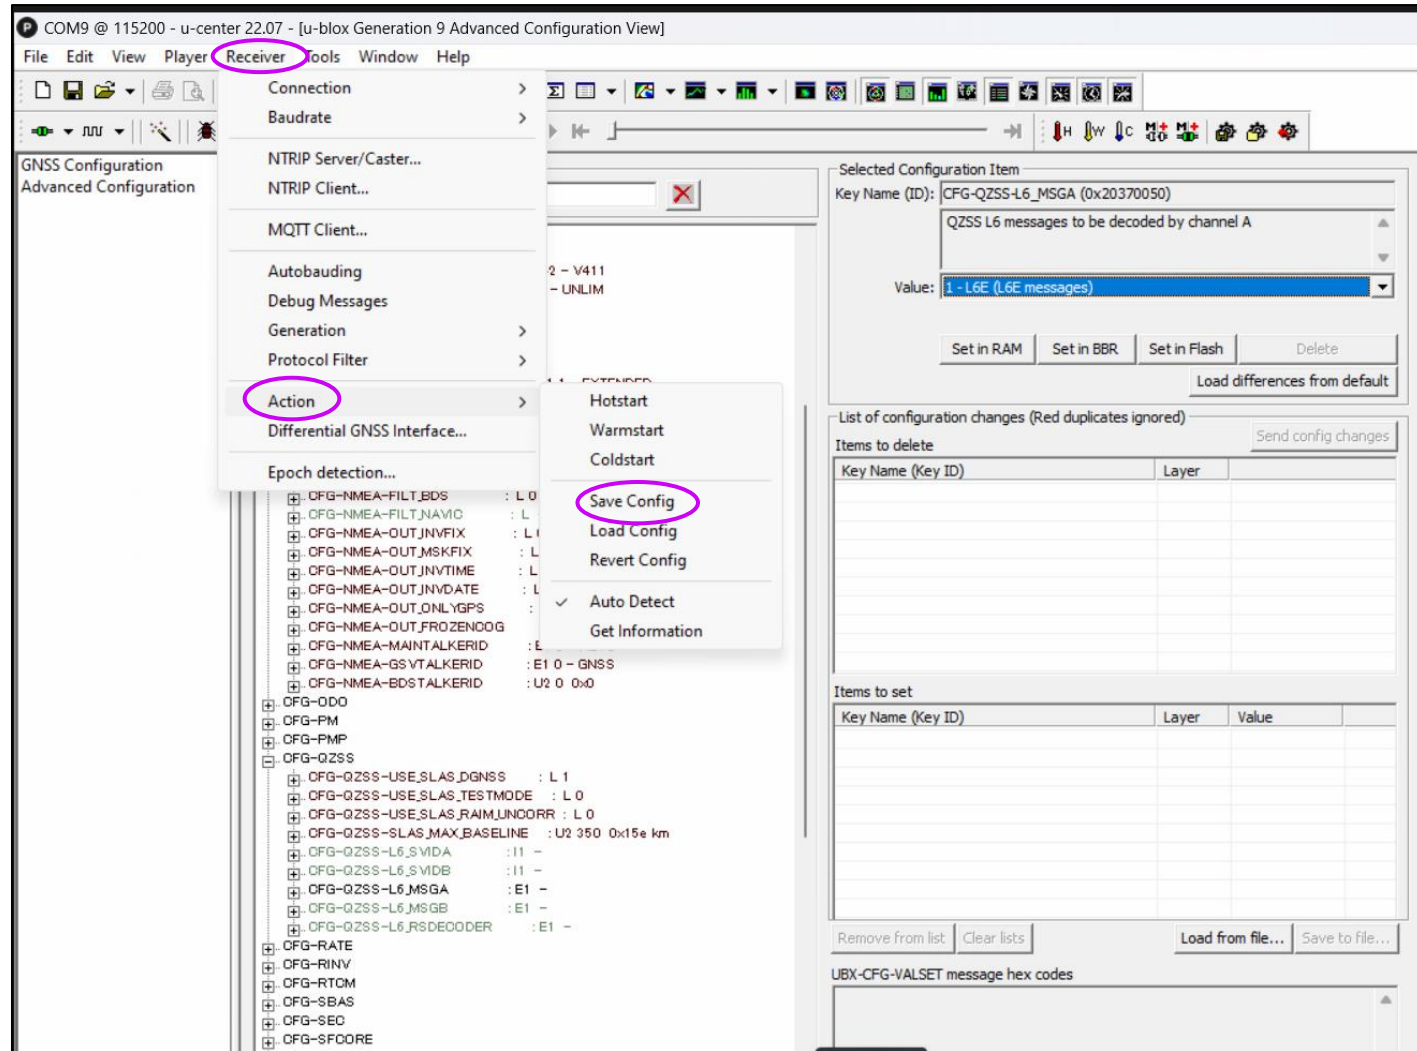 COM9 @ 115200 - u-center 22.07 - [u-blox Generation 9 Advanced Configuration View]
File Edit View Player Receiver Tools Window Help
GNSS Configuration
Advanced Configuration
Connection
Baudrate
NTRIP Server/Caster...
NTRIP Client...
MQTT Client...
Autobauding
Debug Messages
Generation
Protocol Filter
Action
Differential GNSS Interface...
Epoch detection...
Hotstart
Warmstart
Coldstart
Save Config
Load Config
Revert Config
Auto Detect
Get Information
2 - V411
- UNLIM
1 - EXTENDED
CFG-NMEA-FILT_BDS : L 0
CFG-NMEA-FILT_NAVIC : L
CFG-NMEA-OUT_INVFIX : L
CFG-NMEA-OUT_MSKFIX : L
CFG-NMEA-OUT_INVTIME : L
CFG-NMEA-OUT_INVDATE : L
CFG-NMEA-OUT_ONLYGPS :
CFG-NMEA-OUT_FROZENCOG
CFG-NMEA-MAINTALKERID : E
CFG-NMEA-GSVTALKERID : E1 0 - GNSS
CFG-NMEA-BDSTALKERID : U2 0 0x0
CFG-ODO
CFG-PM
CFG-PMP
CFG-QZSS
CFG-QZSS-USE_SLAS_DGNSS : L 1
CFG-QZSS-USE_SLAS_TESTMODE : L 0
CFG-QZSS-USE_SLAS_RAIM_UNCORR : L 0
CFG-QZSS-SLAS_MAX_BASELINE : U2 350 0x15e km
CFG-QZSS-L6_SVIDA : I1 -
CFG-QZSS-L6_SVIDB : I1 -
CFG-QZSS-L6_MSGA : E1 -
CFG-QZSS-L6_MSGB : E1 -
CFG-QZSS-L6_RSDECODER : E1 -
CFG-RATE
CFG-RINV
CFG-RTCM
CFG-SBAS
CFG-SEC
CFG-SFCORE
H W C
Selected Configuration Item
Key Name (ID): CFG-QZSS-L6_MSGA (0x20370050)
QZSS L6 messages to be decoded by channel A
Value: 1 - L6E (L6E messages)
Set in RAM Set in BBR Set in Flash Delete
Load differences from default
List of configuration changes (Red duplicates ignored)
Items to delete Send config changes
Key Name (Key ID) Layer
Items to set
Key Name (Key ID) Layer Value
Remove from list Clear lists Load from file... Save to file...
UBX-CFG-VALSET message hex codes